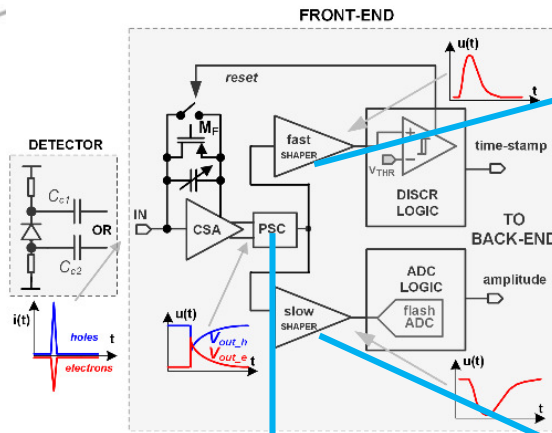 FRONT-END
u(t)
t
reset
M_F
DETECTOR
C_c1
OR
C_c2
IN
CSA
PSC
fast
SHAPER
+
-
V_THR
DISCR
LOGIC
time-stamp
TO
BACK-END
slow
SHAPER
ADC
LOGIC
flash
ADC
amplitude
i(t)
holes
t
electrons
u(t)
V_out_h
V_out_e
t
u(t)
t